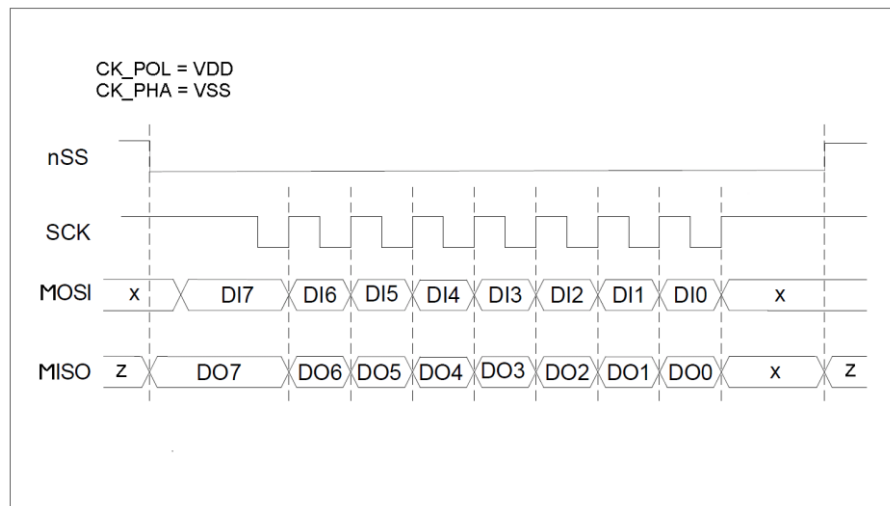 CK_POL = VDD
CK_PHA = VSS
nSS
SCK
MOSI x DI7 DI6 DI5 DI4 DI3 DI2 DI1 DI0 x
MISO z DO7 DO6 DO5 DO4 DO3 DO2 DO1 DO0 x z